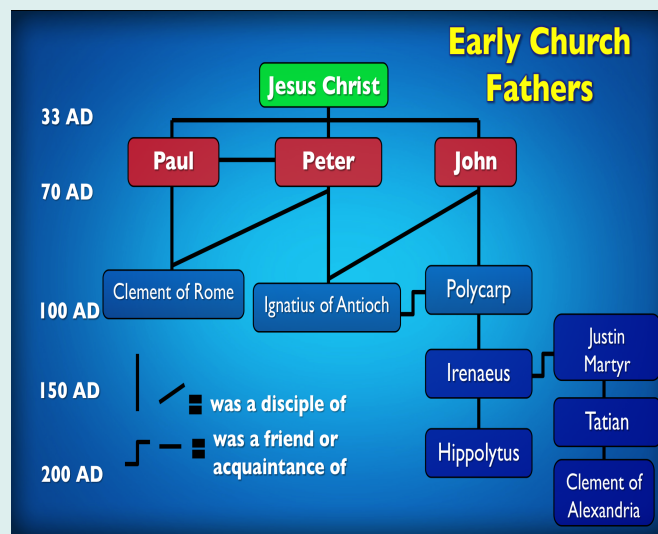 Early Church
Fathers
Jesus Christ
33 AD
Paul
Peter
John
70 AD
Clement of Rome
Ignatius of Antioch
Polycarp
100 AD
Justin
Martyr
Irenaeus
150 AD
was a disciple of
Tatian
was a friend or
acquaintance of
Hippolytus
200 AD
Clement of
Alexandria